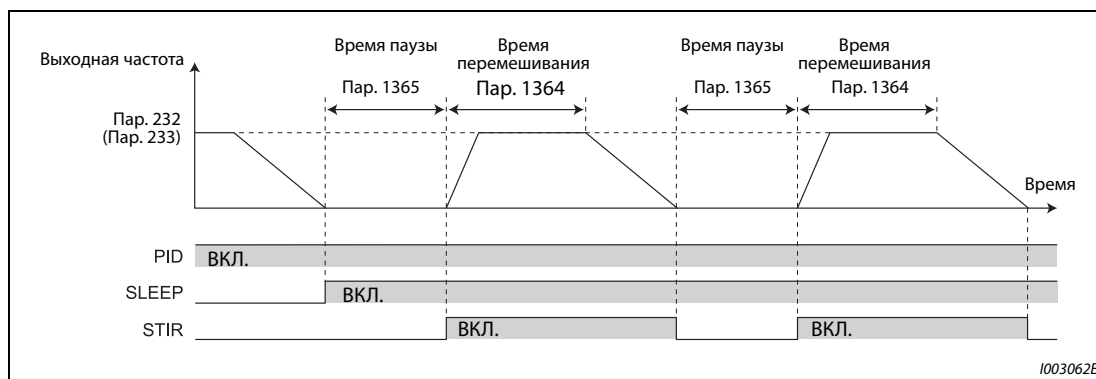 Выходная частота
Время паузы
Время
перемешивания
Время паузы
Время
перемешивания
Пар. 1365
Пар. 1364
Пар. 1365
Пар. 1364
Пар. 232
(Пар. 233)
Время
PID
ВКЛ.
SLEEP
ВКЛ.
STIR
ВКЛ.
ВКЛ.
I003062E